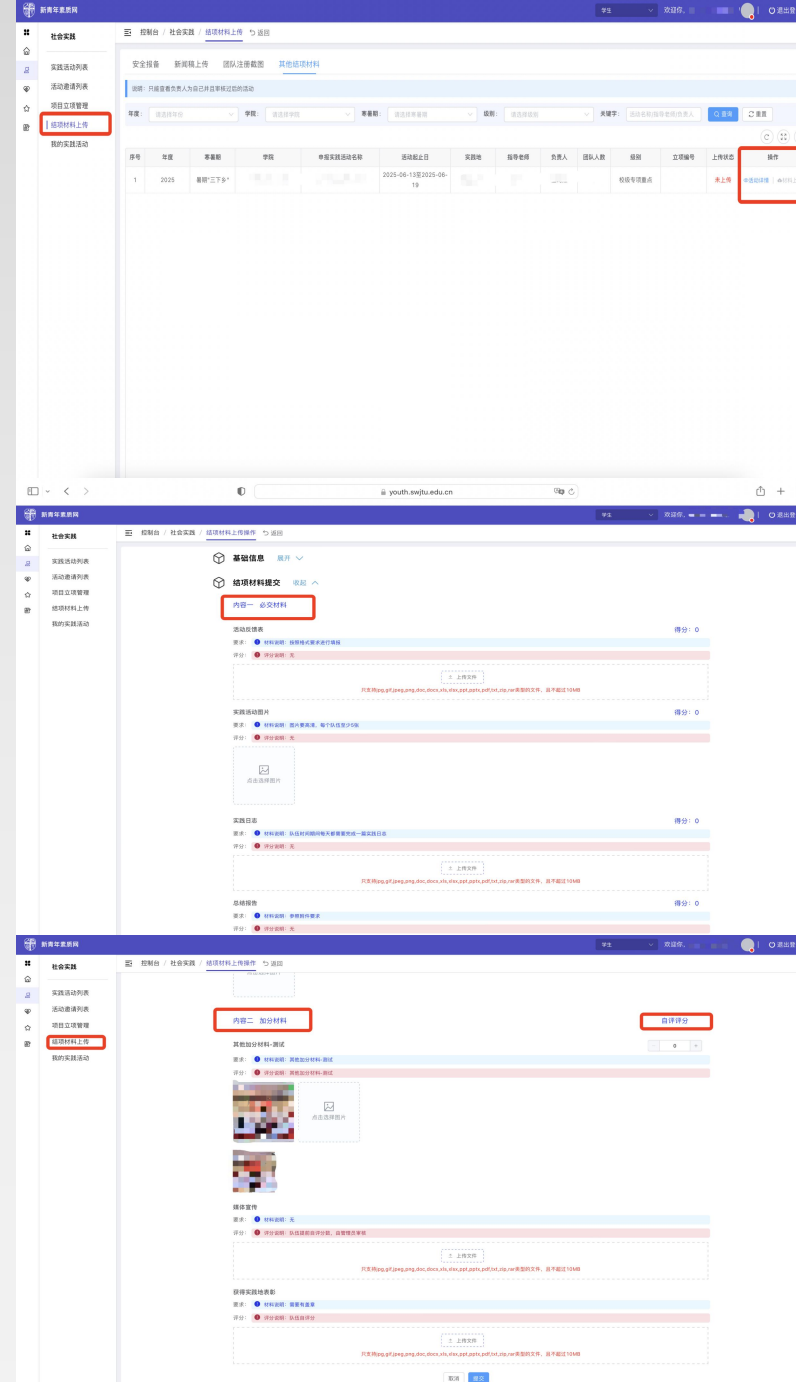 新青年素质网
学生
欢迎你,
退出登
社会实践
控制台 / 社会实践 / 结项材料上传 返回
实践活动列表
活动邀请列表
项目立项管理
结项材料上传
我的实践活动
安全报备 新闻稿上传 团队注册截图 其他结项材料
说明: 只能查看负责人为自己并且审核过后的活动
年度: 请选择年份 学院: 请选择学院 寒暑期: 请选择寒暑期 级别: 请选择级别 关键字: 活动名称/指导老师/负责人 查询 重置
序号 年度 寒暑期 学院 申报实践活动名称 活动起止日 实践地 指导老师 负责人 团队人数 级别 立项编号 上传状态 操作
1 2025 暑期"三下乡" 2025-06-13至2025-06-19 校级专项重点 未上传 活动详情 | 材料上
youth.swjtu.edu.cn
新青年素质网
学生
欢迎你,
退出登
社会实践
控制台 / 社会实践 / 结项材料上传操作 返回
实践活动列表
活动邀请列表
项目立项管理
结项材料上传
我的实践活动
基础信息 展开
结项材料提交 收起
内容一 必交材料
活动反馈表 得分: 0
要求: 材料说明: 按照格式要求进行填报
评分: 评分说明: 无
上传文件
只支持jpg,gif,jpeg,png,doc,docx,xls,xlsx,ppt,pptx,pdf,txt,zip,rar类型的文件, 且不超过10MB
实践活动图片 得分: 0
要求: 材料说明: 图片要高清, 每个队伍至少5张
评分: 评分说明: 无
点击选择图片
实践日志 得分: 0
要求: 材料说明: 队伍时间期间每天都需要完成一篇实践日志
评分: 评分说明: 无
上传文件
只支持jpg,gif,jpeg,png,doc,docx,xls,xlsx,ppt,pptx,pdf,txt,zip,rar类型的文件, 且不超过10MB
总结报告 得分: 0
要求: 材料说明: 参照附件要求
评分: 评分说明: 无
新青年素质网
学生
欢迎你,
退出登
社会实践
控制台 / 社会实践 / 结项材料上传操作 返回
实践活动列表
活动邀请列表
项目立项管理
结项材料上传
我的实践活动
点击选择图片
内容二 加分材料 自评评分
其他加分材料-测试 0
要求: 材料说明: 其他加分材料-测试
评分: 评分说明: 其他加分材料-测试
点击选择图片
媒体宣传
要求: 材料说明: 无
评分: 评分说明: 队伍提前自评分数, 由管理员审核
上传文件
只支持jpg,gif,jpeg,png,doc,docx,xls,xlsx,ppt,pptx,pdf,txt,zip,rar类型的文件, 且不超过10MB
获得实践地表彰
要求: 材料说明: 需要有盖章
评分: 评分说明: 队伍自评分
上传文件
只支持jpg,gif,jpeg,png,doc,docx,xls,xlsx,ppt,pptx,pdf,txt,zip,rar类型的文件, 且不超过10MB
取消 提交